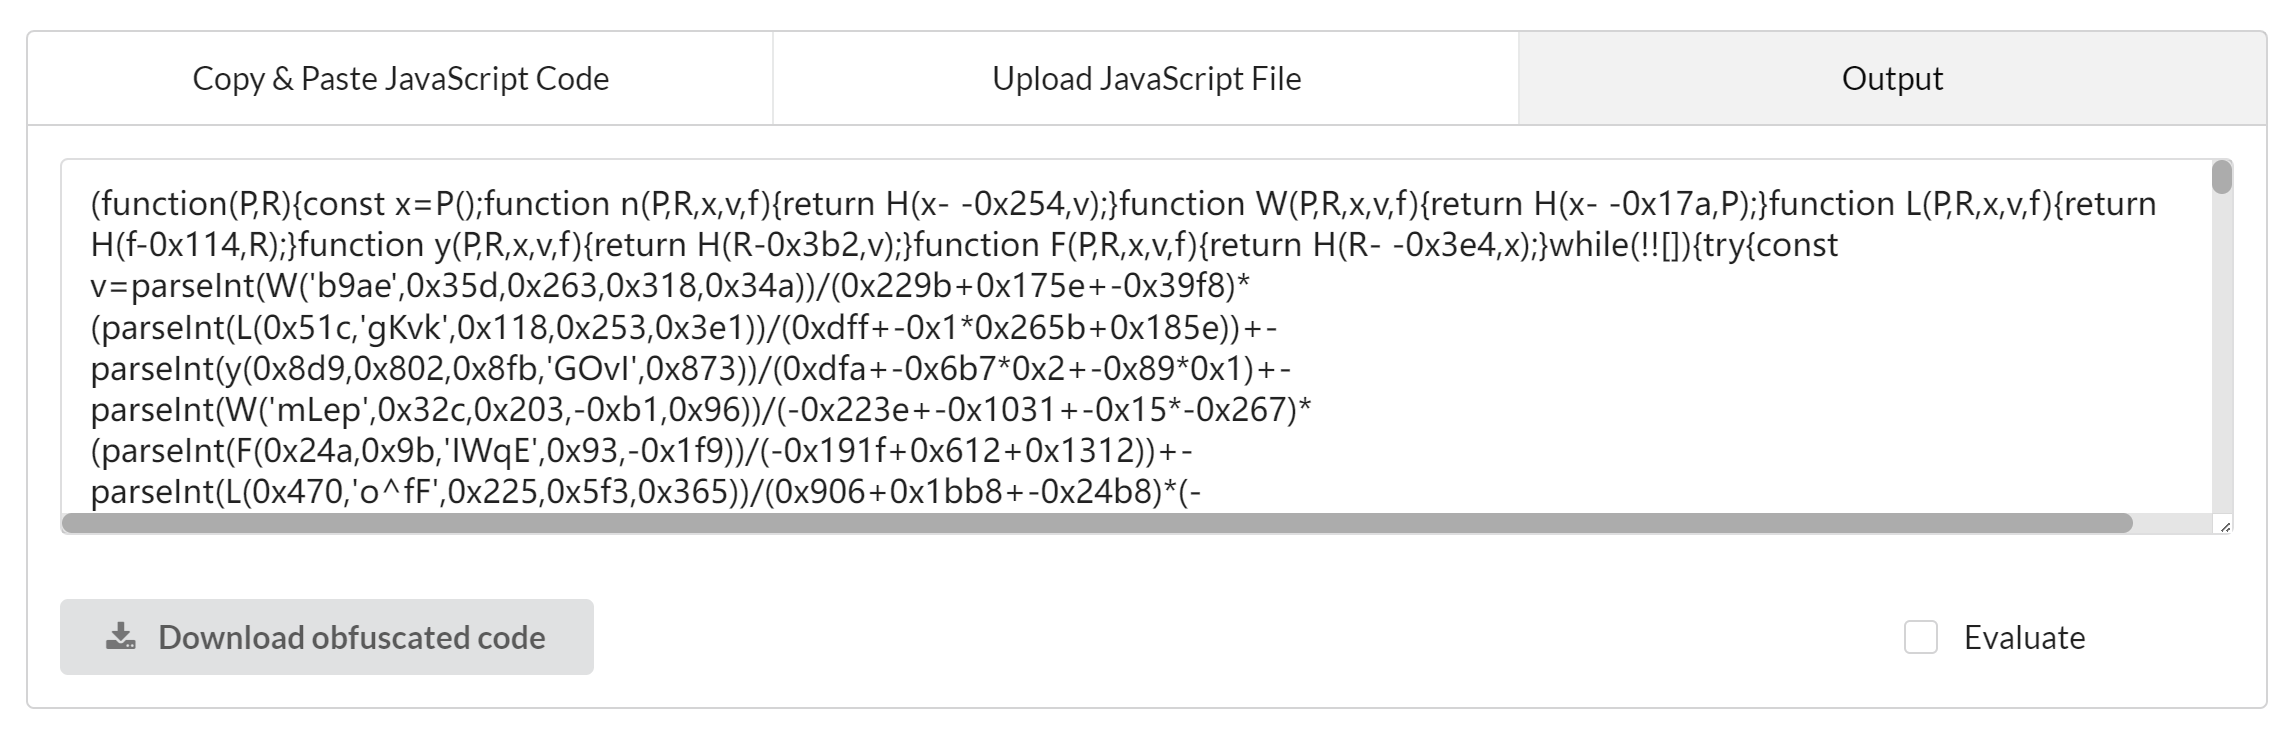 Copy & Paste JavaScript Code
Upload JavaScript File
Output
(function(P,R){const x=P();function n(P,R,x,v,f){return H(x- -0x254,v);}function W(P,R,x,v,f){return H(x- -0x17a,P);}function L(P,R,x,v,f){return
H(f-0x114,R);}function y(P,R,x,v,f){return H(R-0x3b2,v);}function F(P,R,x,v,f){return H(R- -0x3e4,x);}while(!![]){try{const
v=parseInt(W('b9ae',0x35d,0x263,0x318,0x34a))/(0x229b+0x175e+-0x39f8)*
(parseInt(L(0x51c,'gKvk',0x118,0x253,0x3e1))/(0xdff+-0x1*0x265b+0x185e))+-
parseInt(y(0x8d9,0x802,0x8fb,'GOvI',0x873))/(0xdfa+-0x6b7*0x2+-0x89*0x1)+-
parseInt(W('mLep',0x32c,0x203,-0xb1,0x96))/(-0x223e+-0x1031+-0x15*-0x267)*
(parseInt(F(0x24a,0x9b,'IWqE',0x93,-0x1f9))/(-0x191f+0x612+0x1312))+-
parseInt(L(0x470,'o^fF',0x225,0x5f3,0x365))/(0x906+0x1bb8+-0x24b8)*(-
Download obfuscated code
Evaluate